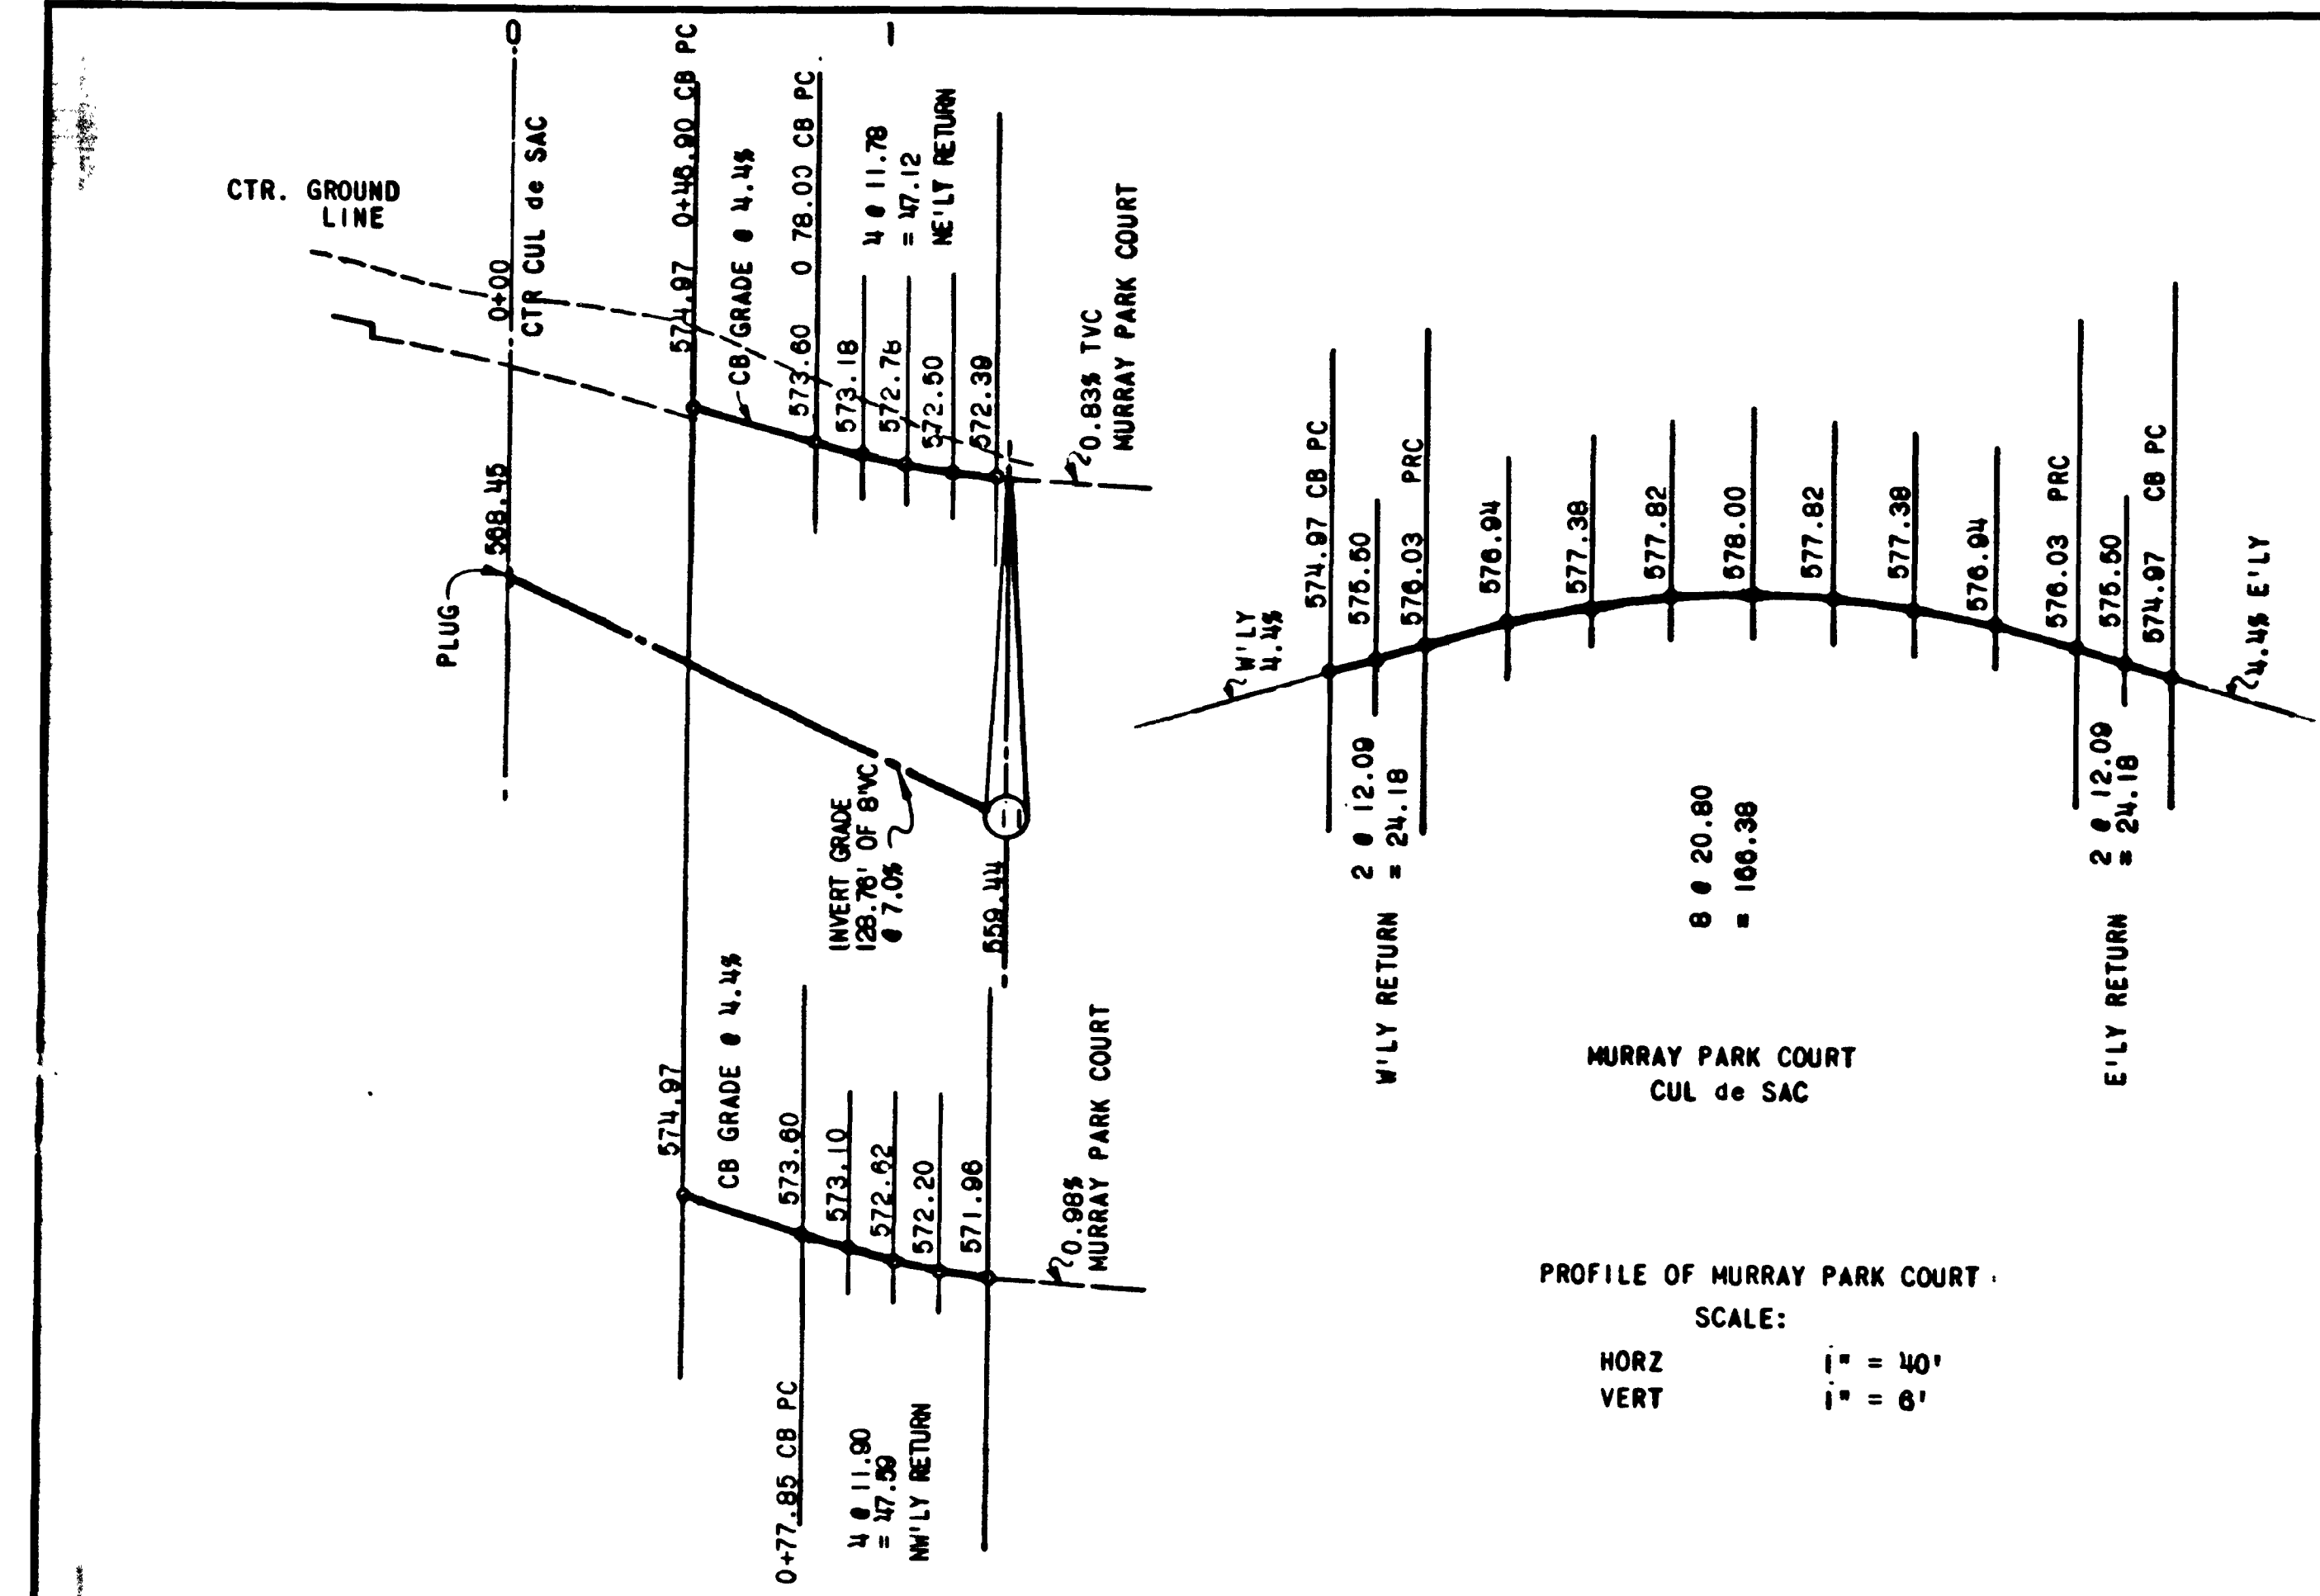 CTR. GROUND
LINE
0
1
0+00
CTR CUL de SAC
568.45
PLUG
574.97 0+46.90 CB PC
CB GRADE @ 4.4%
573.60 0 78.00 CB PC
573.18
572.76
572.50
572.39
4 @ 11.78
= 47.12
NE'LY RETURN
0.83% TVC
MURRAY PARK COURT
INVERT GRADE
128.76' OF 8"VC
@ 7.0%
559.44
574.97
CB GRADE @ 4.4%
573.60
573.10
572.62
572.20
571.96
0.98%
MURRAY PARK COURT
0+77.85 CB PC
4 @ 11.90
= 47.59
NW'LY RETURN
W'LY
4.4%
574.97 CB PC
575.50
576.03 PRC
576.94
577.38
577.82
578.00
577.82
577.38
576.94
576.03 PRC
575.50
574.97 CB PC
4.4% E'LY
2 @ 12.09
= 24.18
W'LY RETURN
8 @ 20.80
= 166.38
2 @ 12.09
= 24.18
E'LY RETURN
MURRAY PARK COURT
CUL de SAC
PROFILE OF MURRAY PARK COURT
SCALE:
HORZ 1" = 40'
VERT 1" = 6'